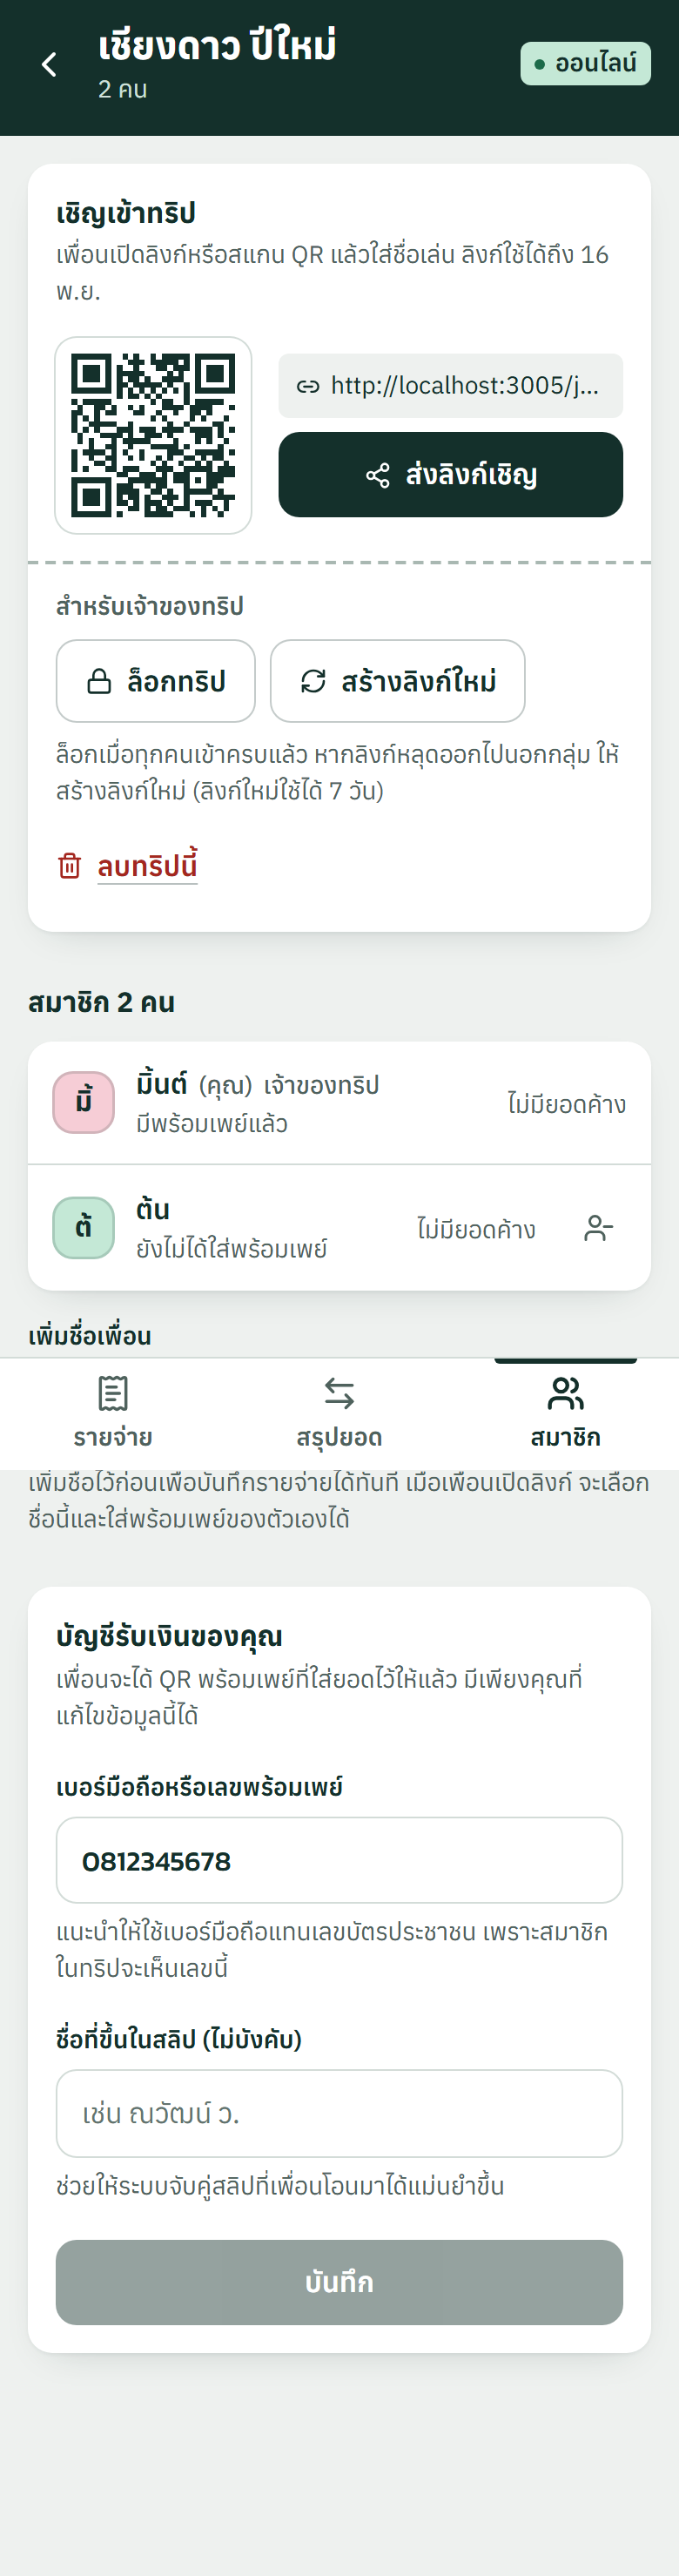 เชียงดาว ปีใหม่
2 คน
ออนไลน์
เชิญเข้าทริป
เพื่อนเปิดลิงก์หรือสแกน QR แล้วใส่ชื่อเล่น ลิงก์ใช้ได้ถึง 16
พ.ย.
http://localhost:3005/j...
ส่งลิงก์เชิญ
สำหรับเจ้าของทริป
ล็อกทริป
สร้างลิงก์ใหม่
ล็อกเมื่อทุกคนเข้าครบแล้ว หากลิงก์หลุดออกไปนอกกลุ่ม ให้
สร้างลิงก์ใหม่ (ลิงก์ใหม่ใช้ได้ 7 วัน)
ลบทริปนี้
สมาชิก 2 คน
มิ้
มิ้นต์ (คุณ) เจ้าของทริป
มีพร้อมเพย์แล้ว
ไม่มียอดค้าง
ต้
ต้น
ยังไม่ได้ใส่พร้อมเพย์
ไม่มียอดค้าง
เพิ่มชื่อเพื่อน
รายจ่าย
สรุปยอด
สมาชิก
เพิ่มชื่อไว้ก่อนเพื่อบันทึกรายจ่ายได้ทันที เมื่อเพื่อนเปิดลิงก์ จะเลือก
ชื่อนี้และใส่พร้อมเพย์ของตัวเองได้
บัญชีรับเงินของคุณ
เพื่อนจะได้ QR พร้อมเพย์ที่ใส่ยอดไว้ให้แล้ว มีเพียงคุณที่
แก้ไขข้อมูลนี้ได้
เบอร์มือถือหรือเลขพร้อมเพย์
0812345678
แนะนำให้ใช้เบอร์มือถือแทนเลขบัตรประชาชน เพราะสมาชิก
ในทริปจะเห็นเลขนี้
ชื่อที่ขึ้นในสลิป (ไม่บังคับ)
เช่น ณวัฒน์ ว.
ช่วยให้ระบบจับคู่สลิปที่เพื่อนโอนมาได้แม่นยำขึ้น
บันทึก